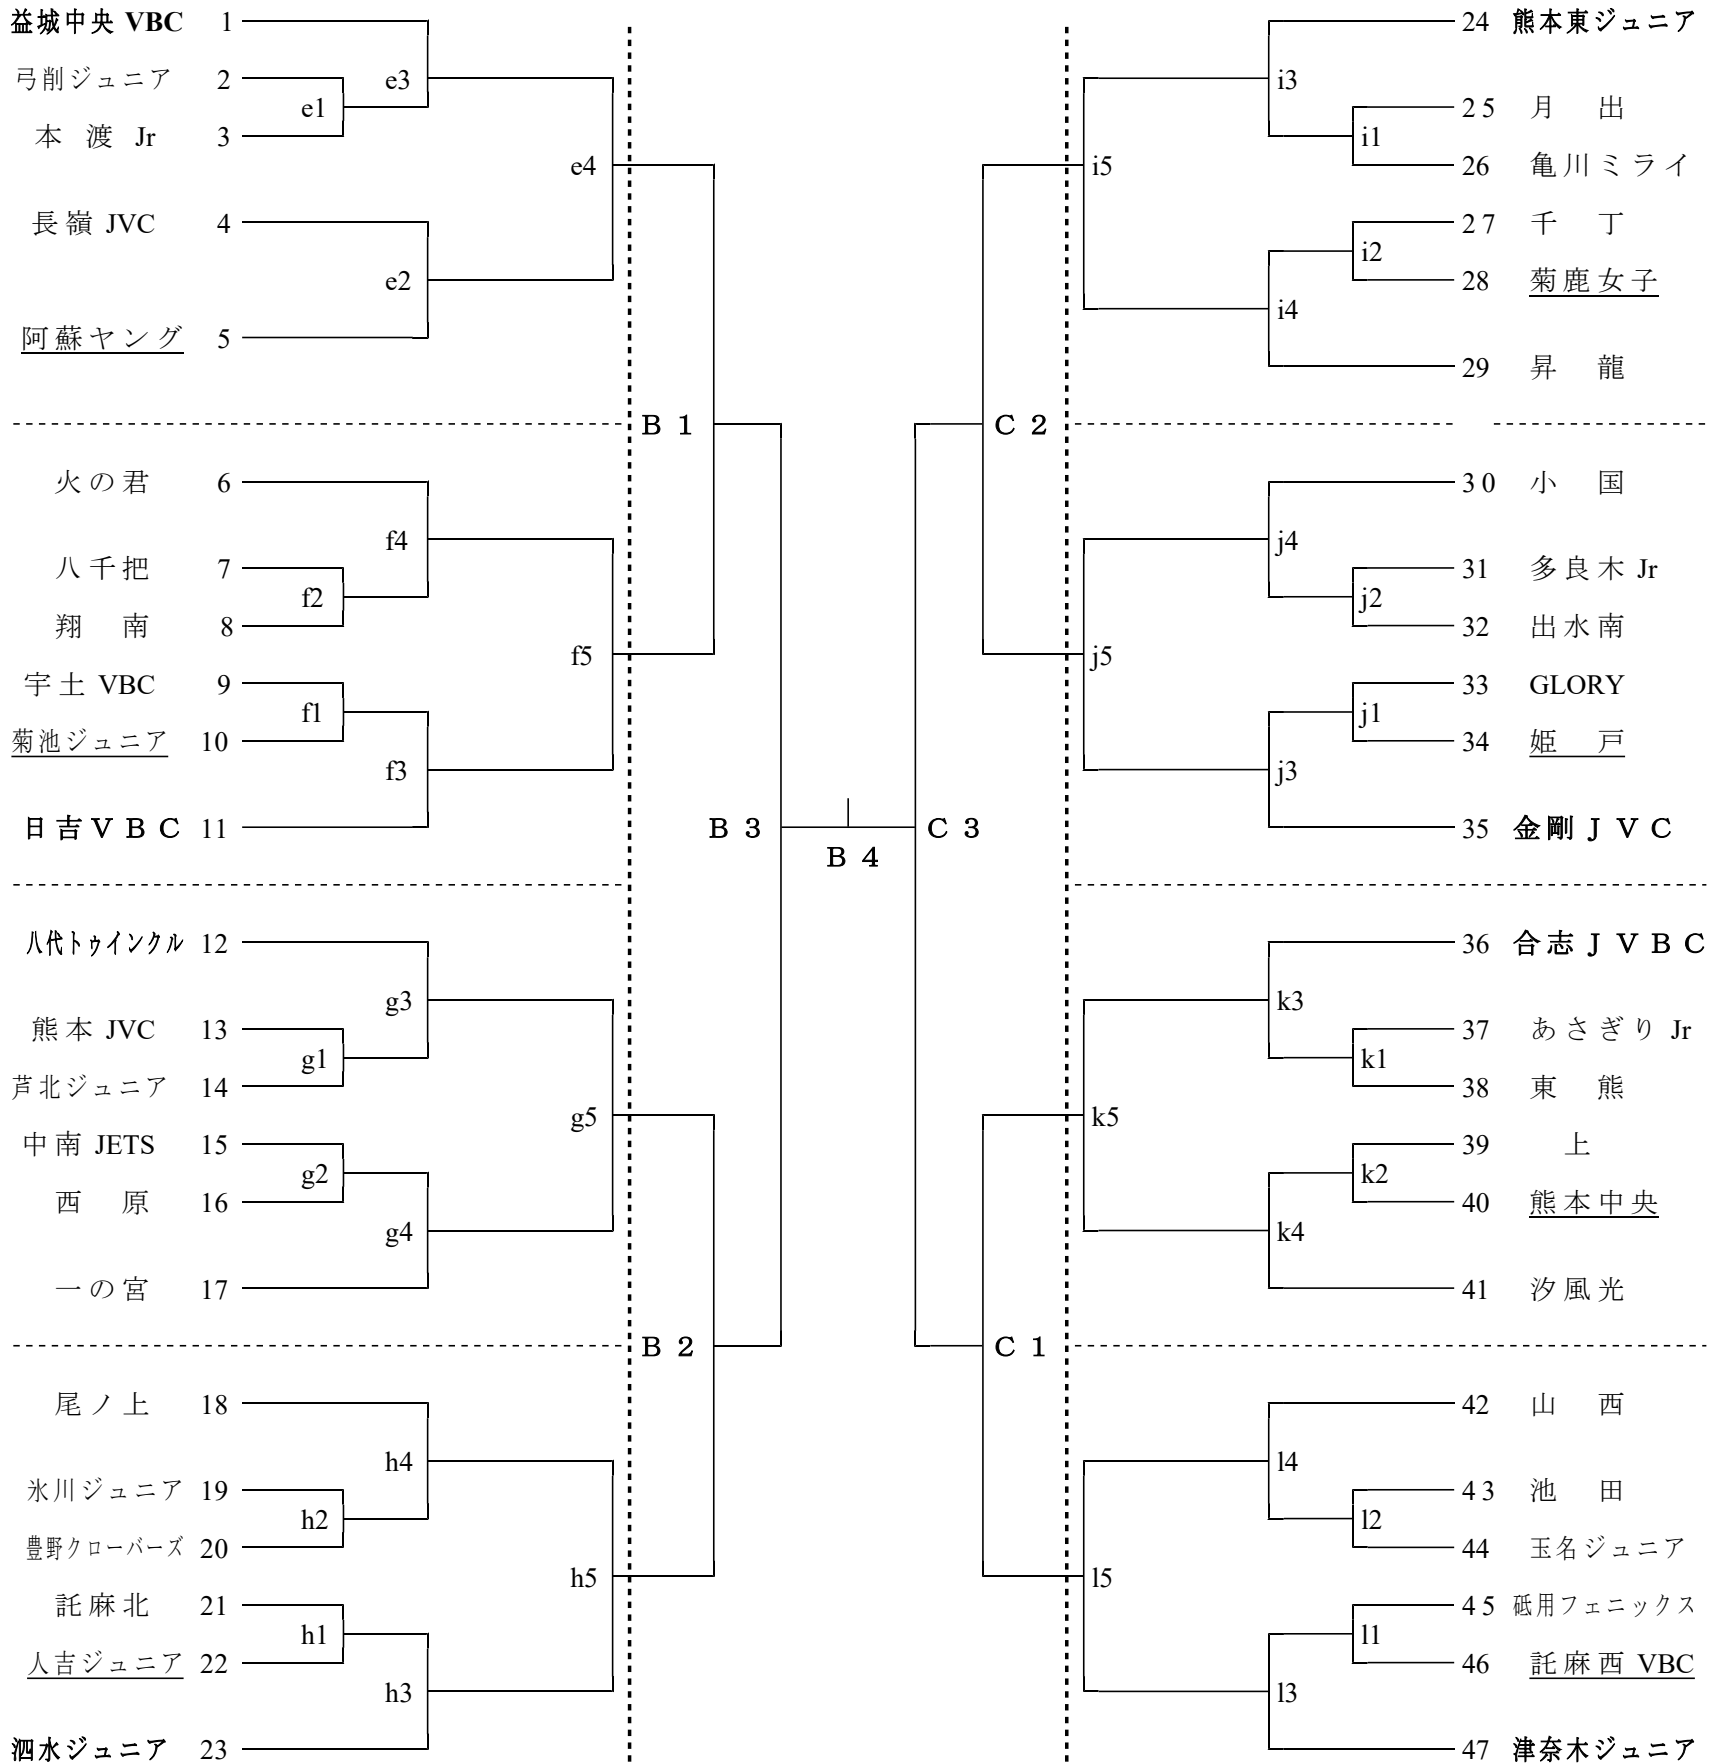 益城中央 VBC 1
弓削ジュニア 2
e1
e3
本 渡 Jr 3
e4
長嶺 JVC 4
e2
阿蘇ヤング 5
B 1
火の君 6
f4
八千把 7
f2
翔 南 8
f5
宇土 VBC 9
f1
菊池ジュニア 10
f3
日吉VBC 11
B 3
八代トゥインクル 12
g3
熊本 JVC 13
g1
芦北ジュニア 14
g5
中南 JETS 15
g2
西 原 16
g4
一の宮 17
B 2
尾ノ上 18
h4
氷川ジュニア 19
h2
豊野クローバーズ 20
h5
託麻北 21
h1
人吉ジュニア 22
h3
泗水ジュニア 23
B 4
24 熊本東ジュニア
i3
25 月 出
i1
26 亀川ミライ
i5
27 千 丁
i2
28 菊鹿女子
i4
29 昇 龍
C 2
30 小 国
j4
31 多良木 Jr
j2
32 出水南
j5
33 GLORY
j1
34 姫 戸
j3
35 金剛JVC
C 3
36 合志JVBC
k3
37 あさぎり Jr
k1
38 東 熊
k5
39 上
k2
40 熊本中央
k4
41 汐風光
C 1
42 山 西
l4
43 池 田
l2
44 玉名ジュニア
l5
45 砥用フェニックス
l1
46 託麻西 VBC
l3
47 津奈木ジュニア